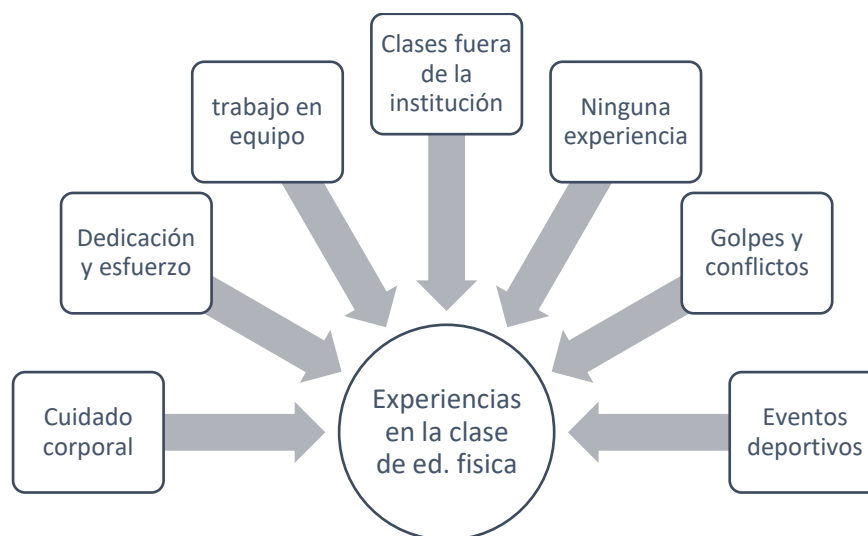 Clases fuera
de la
institución
trabajo en
equipo
Ninguna
experiencia
Dedicación
y esfuerzo
Golpes y
conflictos
Cuidado
corporal
Experiencias
en la clase
de ed. fisica
Eventos
deportivos